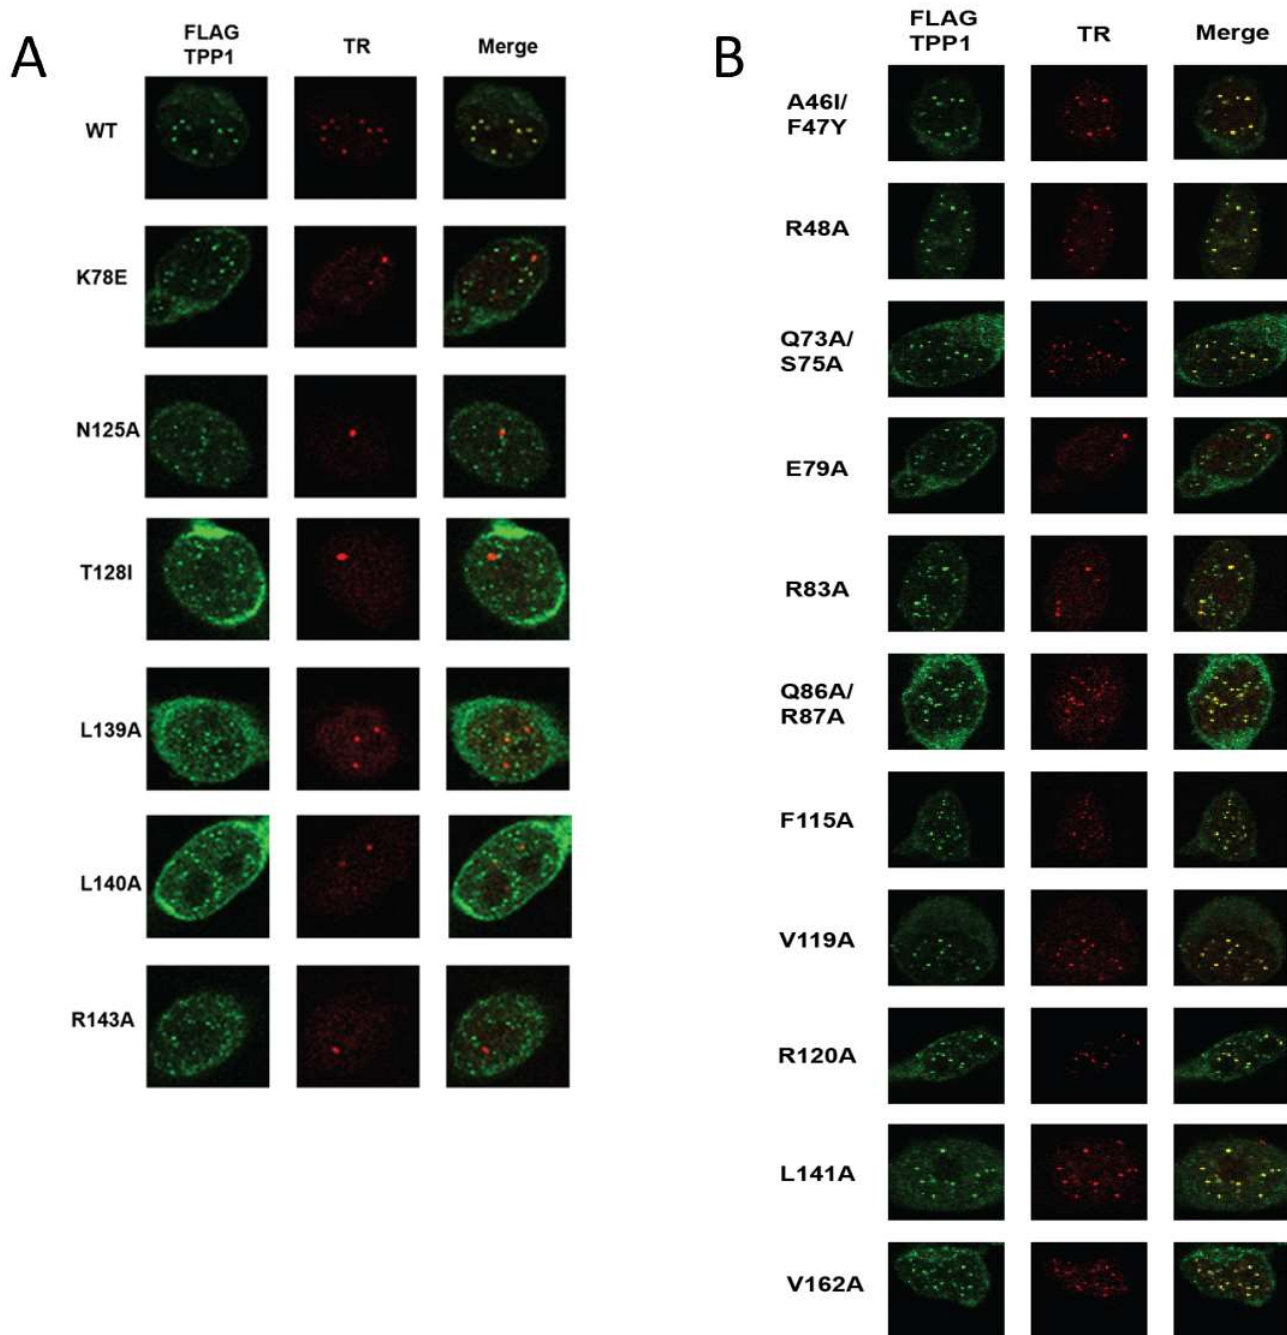 A
FLAG
TPP1
TR
Merge
WT
K78E
N125A
T128I
L139A
L140A
R143A
B
FLAG
TPP1
TR
Merge
A46I/
F47Y
R48A
Q73A/
S75A
E79A
R83A
Q86A/
R87A
F115A
V119A
R120A
L141A
V162A